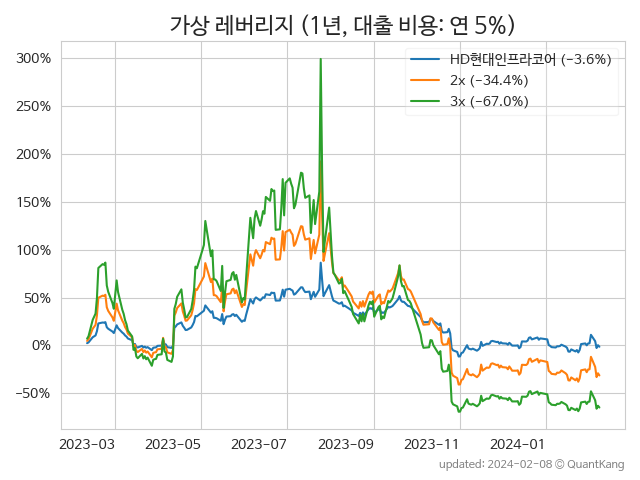 가상 레버리지 (1년, 대출 비용: 연 5%)
HD현대인프라코어 (−3.6%)
2x (−34.4%)
3x (−67.0%)
300%
250%
200%
150%
100%
50%
0%
−50%
2023-03 2023-05 2023-07 2023-09 2023-11 2024-01
updated: 2024-02-08 © QuantKang